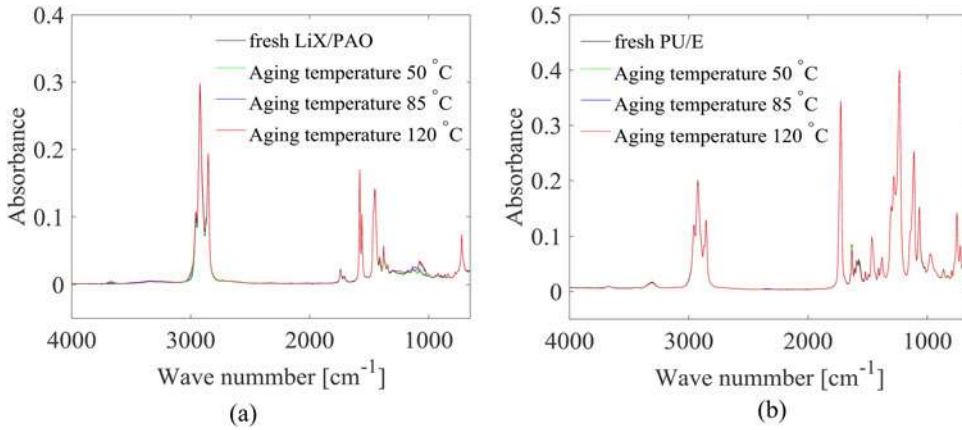 0.4
0.3
0.2
0.1
0
Absorbance
fresh LiX/PAO
Aging temperature 50 °C
Aging temperature 85 °C
Aging temperature 120 °C
4000 3000 2000 1000
Wave nummber [cm⁻¹]
(a)
0.5
0.4
0.3
0.2
0.1
0
Absorbance
fresh PU/E
Aging temperature 50 °C
Aging temperature 85 °C
Aging temperature 120 °C
4000 3000 2000 1000
Wave nummber [cm⁻¹]
(b)